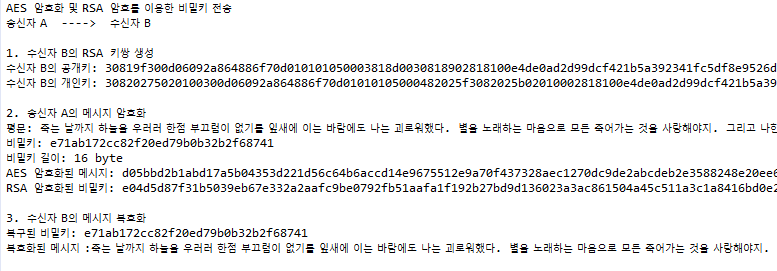 AES 암호화 및 RSA 암호를 이용한 비밀키 전송
송신자 A ----> 수신자 B
1. 수신자 B의 RSA 키쌍 생성
수신자 B의 공개키: 30819f300d06092a864886f70d010101050003818d0030818902818100e4de0ad2d99dcf421b5a392341fc5df8e9526d
수신자 B의 개인키: 30820275020100300d06092a864886f70d01010105000482025f3082025b02010002818100e4de0ad2d99dcf421b5a39
2. 송신자 A의 메시지 암호화
평문: 죽는 날까지 하늘을 우러러 한점 부끄럼이 없기를 잎새에 이는 바람에도 나는 괴로워했다. 별을 노래하는 마음으로 모든 죽어가는 것을 사랑해야지. 그리고 나한
비밀키: e71ab172cc82f20ed79b0b32b2f68741
비밀키 길이: 16 byte
AES 암호화된 메시지: d05bbd2b1abd17a5b04353d221d56c64b6accd14e9675512e9a70f437328aec1270dc9de2abcdeb2e3588248e20ee6
RSA 암호화된 비밀키: e04d5d87f31b5039eb67e332a2aafc9be0792fb51aafa1f192b27bd9d136023a3ac861504a45c511a3c1a8416bd0e2
3. 수신자 B의 메시지 복호화
복구된 비밀키: e71ab172cc82f20ed79b0b32b2f68741
복호화된 메시지 :죽는 날까지 하늘을 우러러 한점 부끄럼이 없기를 잎새에 이는 바람에도 나는 괴로워했다. 별을 노래하는 마음으로 모든 죽어가는 것을 사랑해야지.